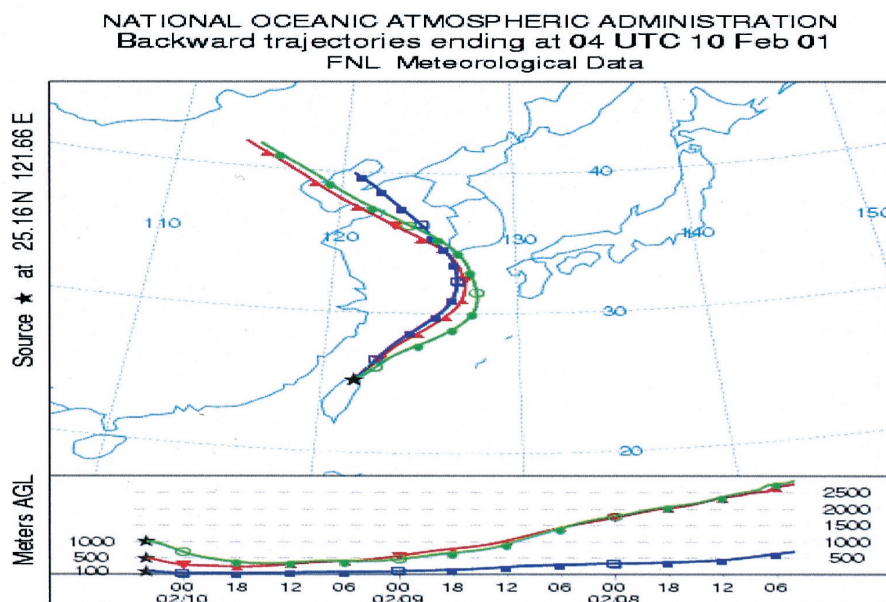 NATIONAL OCEANIC ATMOSPHERIC ADMINISTRATION
Backward trajectories ending at 04 UTC 10 Feb 01
FNL Meteorological Data
Source ★ at 25.16 N 121.66 E
40
110
120
130
140
150
30
20
Meters AGL
1000
500
100
2500
2000
1500
1000
500
00 18 12 06 00 18 12 06 00 18 12 06
02/10 02/09 02/08